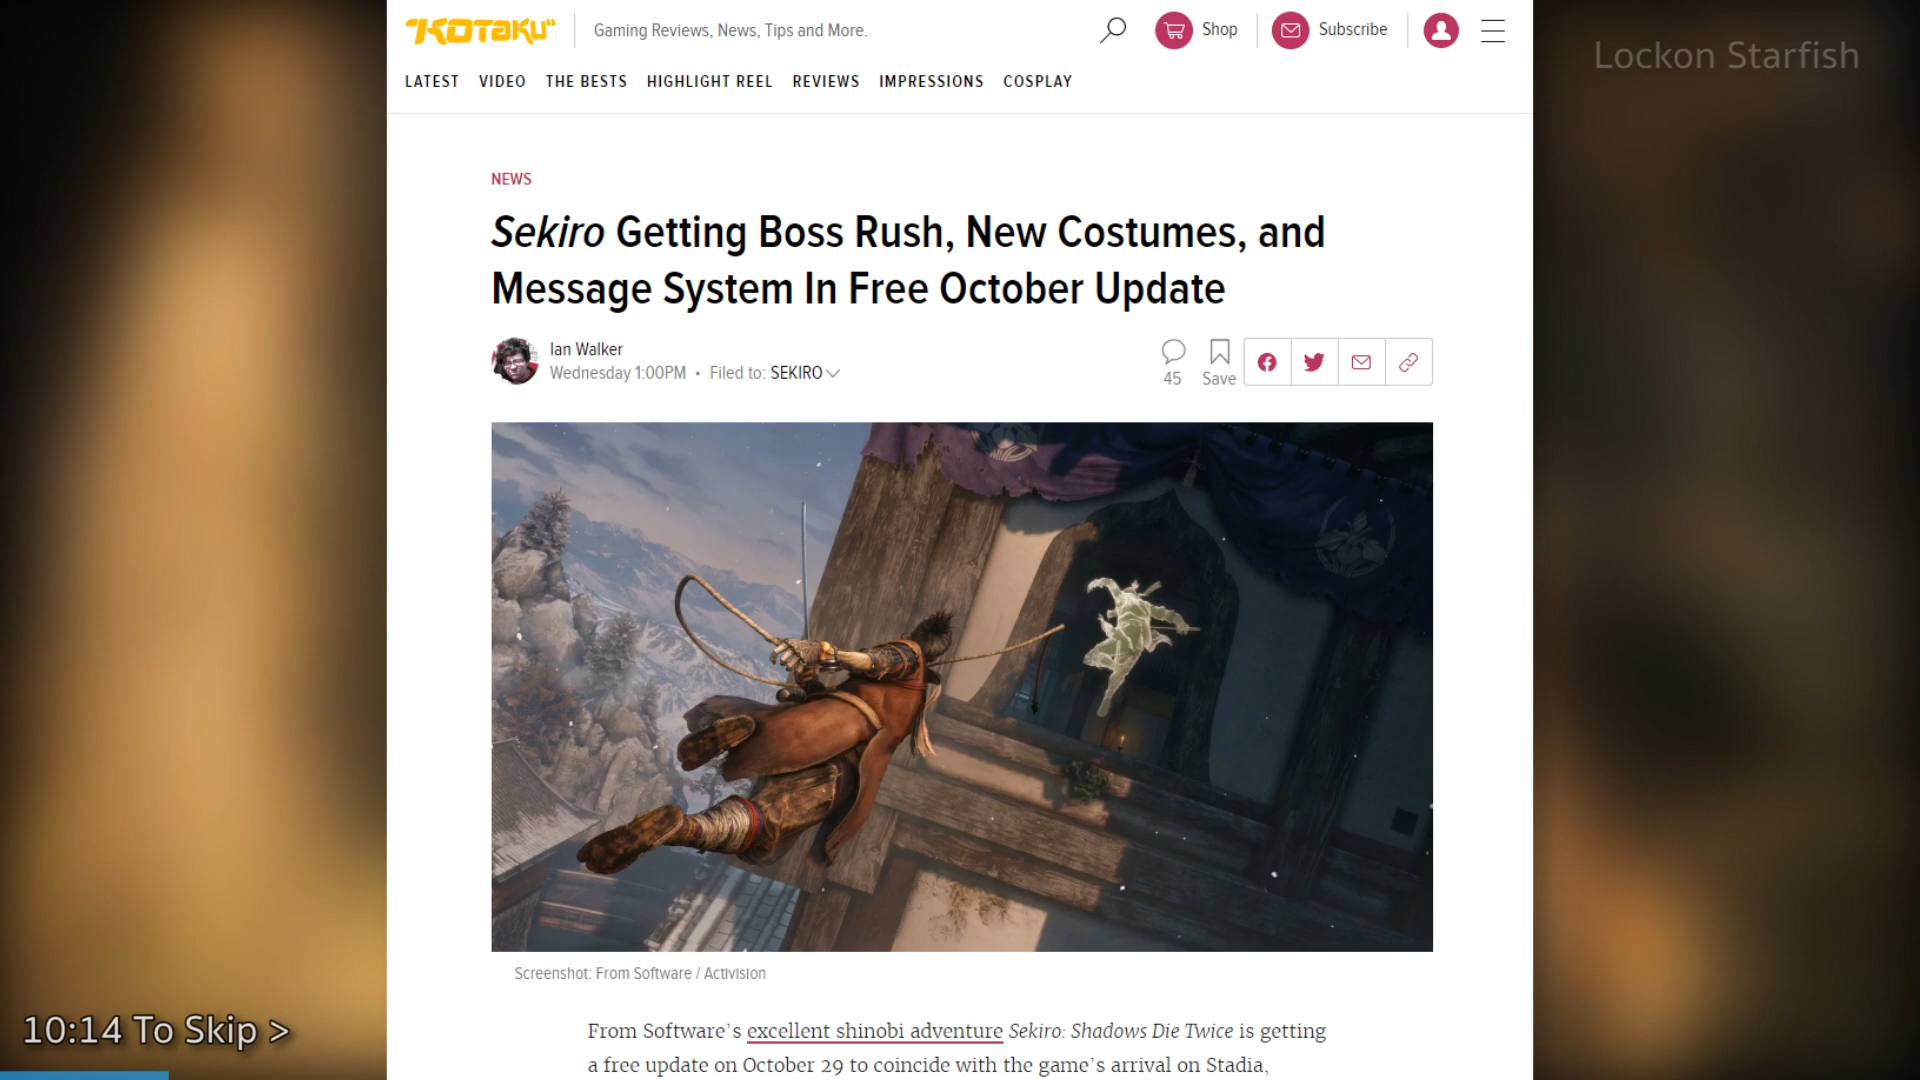 KOTAKU
Gaming Reviews, News, Tips and More.
Shop
Subscribe
Lockon Starfish
LATEST VIDEO THE BESTS HIGHLIGHT REEL REVIEWS IMPRESSIONS COSPLAY
NEWS
Sekiro Getting Boss Rush, New Costumes, and
Message System In Free October Update
Ian Walker
Wednesday 1:00PM • Filed to: SEKIRO
45
Save
Screenshot: From Software / Activision
From Software's excellent shinobi adventure Sekiro: Shadows Die Twice is getting
a free update on October 29 to coincide with the game's arrival on Stadia,
10:14 To Skip >